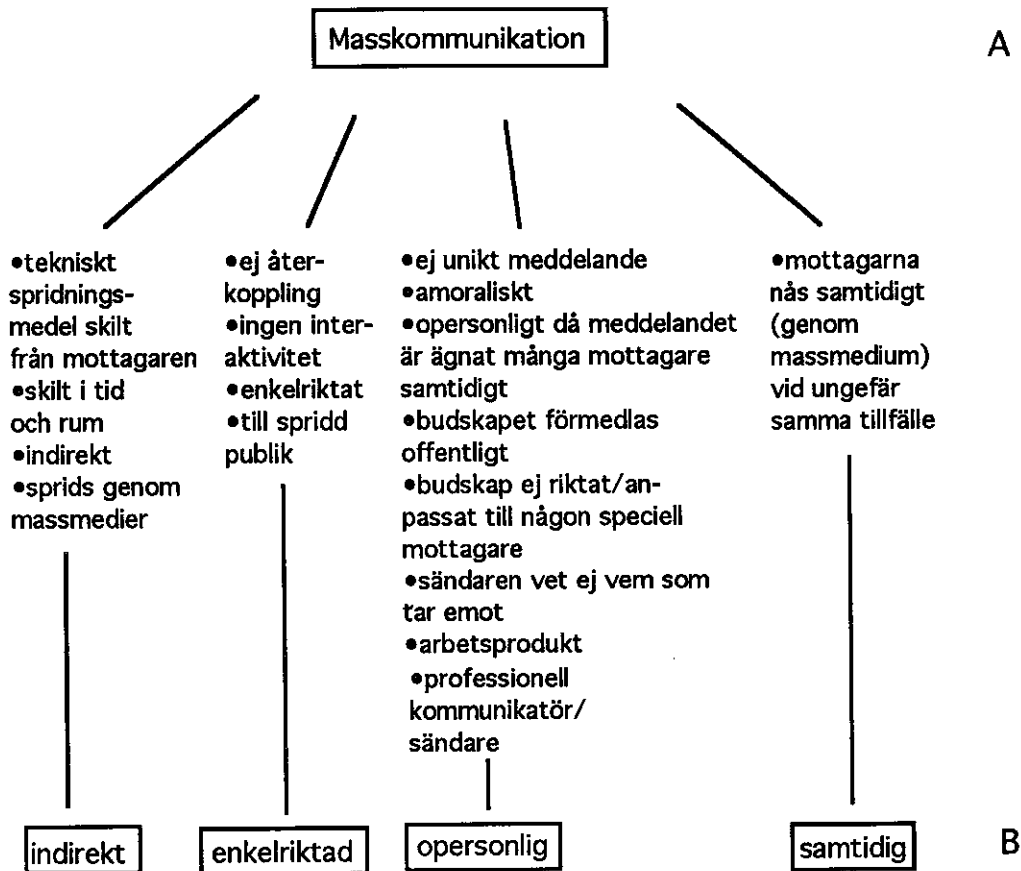 Masskommunikation
A
•tekniskt
spridnings-
medel skilt
från mottagaren
•skilt i tid
och rum
•indirekt
•sprids genom
massmedier
•ej åter-
koppling
•ingen inter-
aktivitet
•enkelriktat
•till spridd
publik
•ej unikt meddelande
•amoraliskt
•opersonligt då meddelandet
är ägnat många mottagare
samtidigt
•budskapet förmedlas
offentligt
•budskap ej riktat/an-
passat till någon speciell
mottagare
•sändaren vet ej vem som
tar emot
•arbetsprodukt
•professionell
kommunikatör/
sändare
•mottagarna
nås samtidigt
(genom
massmedium)
vid ungefär
samma tillfälle
indirekt
enkelriktad
opersonlig
samtidig
B